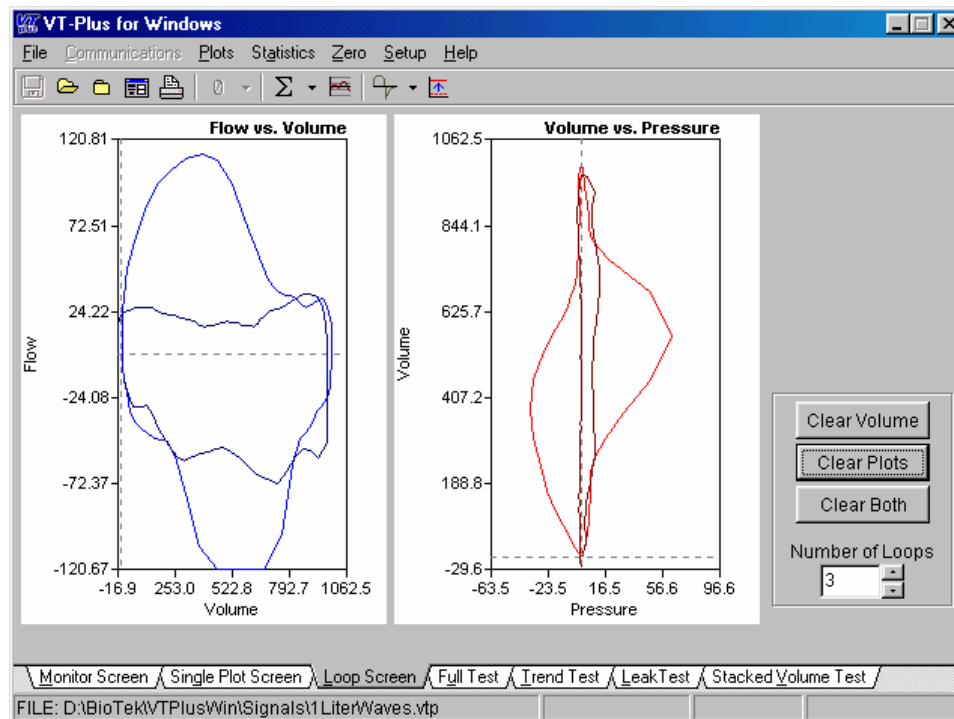 VT PLUS VT-Plus for Windows
File Communications Plots Statistics Zero Setup Help
0 Σ
Flow vs. Volume
120.81
72.51
24.22
-24.08
-72.37
-120.67
Flow
-16.9 253.0 522.8 792.7 1062.5
Volume
Volume vs. Pressure
1062.5
844.1
625.7
407.2
188.8
-29.6
Volume
-63.5 -23.5 16.5 56.6 96.6
Pressure
Clear Volume
Clear Plots
Clear Both
Number of Loops
3
Monitor Screen Single Plot Screen Loop Screen Full Test Trend Test LeakTest Stacked Volume Test
FILE: D:\BioTek\VTPlusWin\Signals\1LiterWaves.vtp